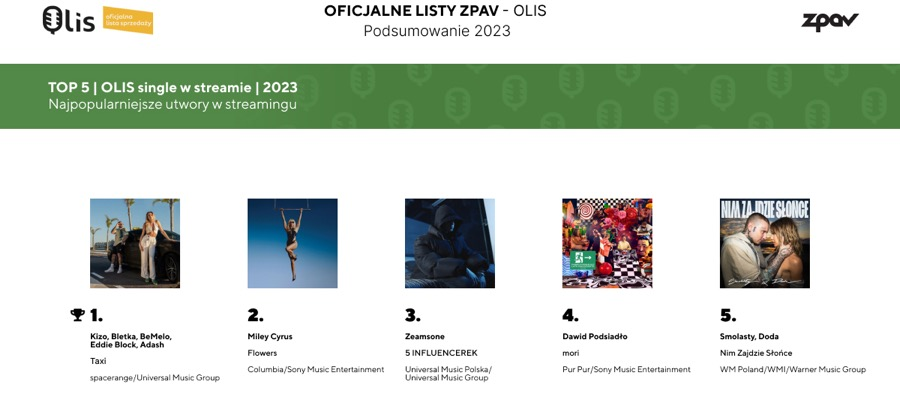 Olis
oficjalna
lista sprzedaży
OFICJALNE LISTY ZPAV - OLIS
Podsumowanie 2023
zpav
TOP 5 | OLIS single w streamie | 2023
Najpopularniejsze utwory w streamingu
NIM ZAJDZIE SŁOŃCE
Smolasty & Doda
1.
Kizo, Bletka, BeMelo,
Eddie Block, Adash
Taxi
spacerange/Universal Music Group
2.
Miley Cyrus
Flowers
Columbia/Sony Music Entertainment
3.
Zeamsone
5 INFLUENCEREK
Universal Music Polska/
Universal Music Group
4.
Dawid Podsiadło
mori
Pur Pur/Sony Music Entertainment
5.
Smolasty, Doda
Nim Zajdzie Słońce
WM Poland/WMI/Warner Music Group